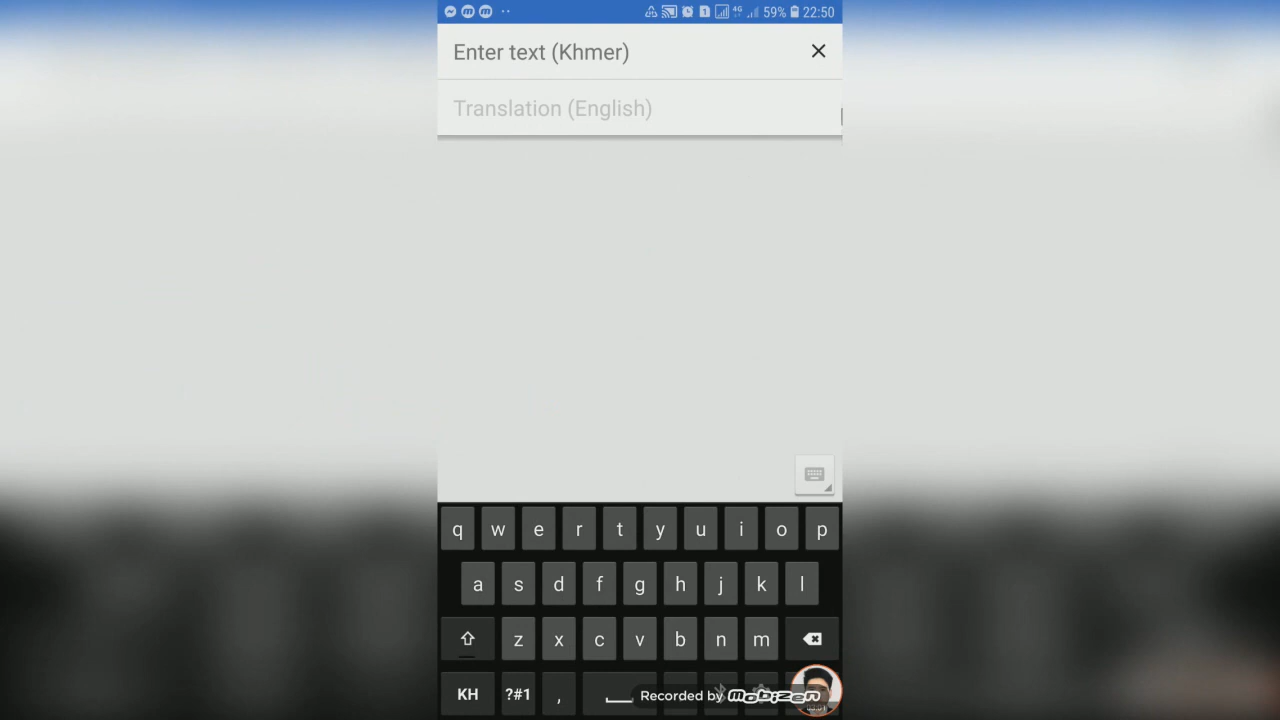 59% 22:50
Enter text (Khmer)
Translation (English)
q w e r t y u i o p
a s d f g h j k l
z x c v b n m
KH ?#1 ,
Recorded by mobizen